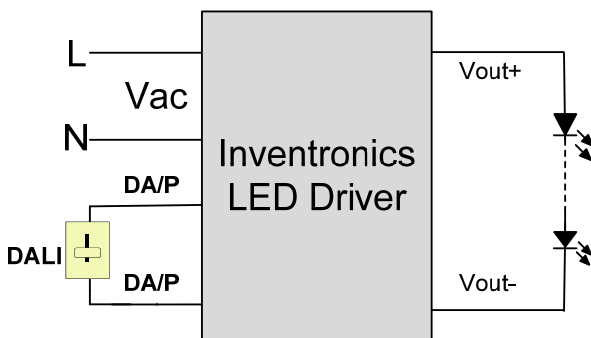 L
Vac
N
DA/P
DALI
DA/P
Inventronics
LED Driver
Vout+
Vout-